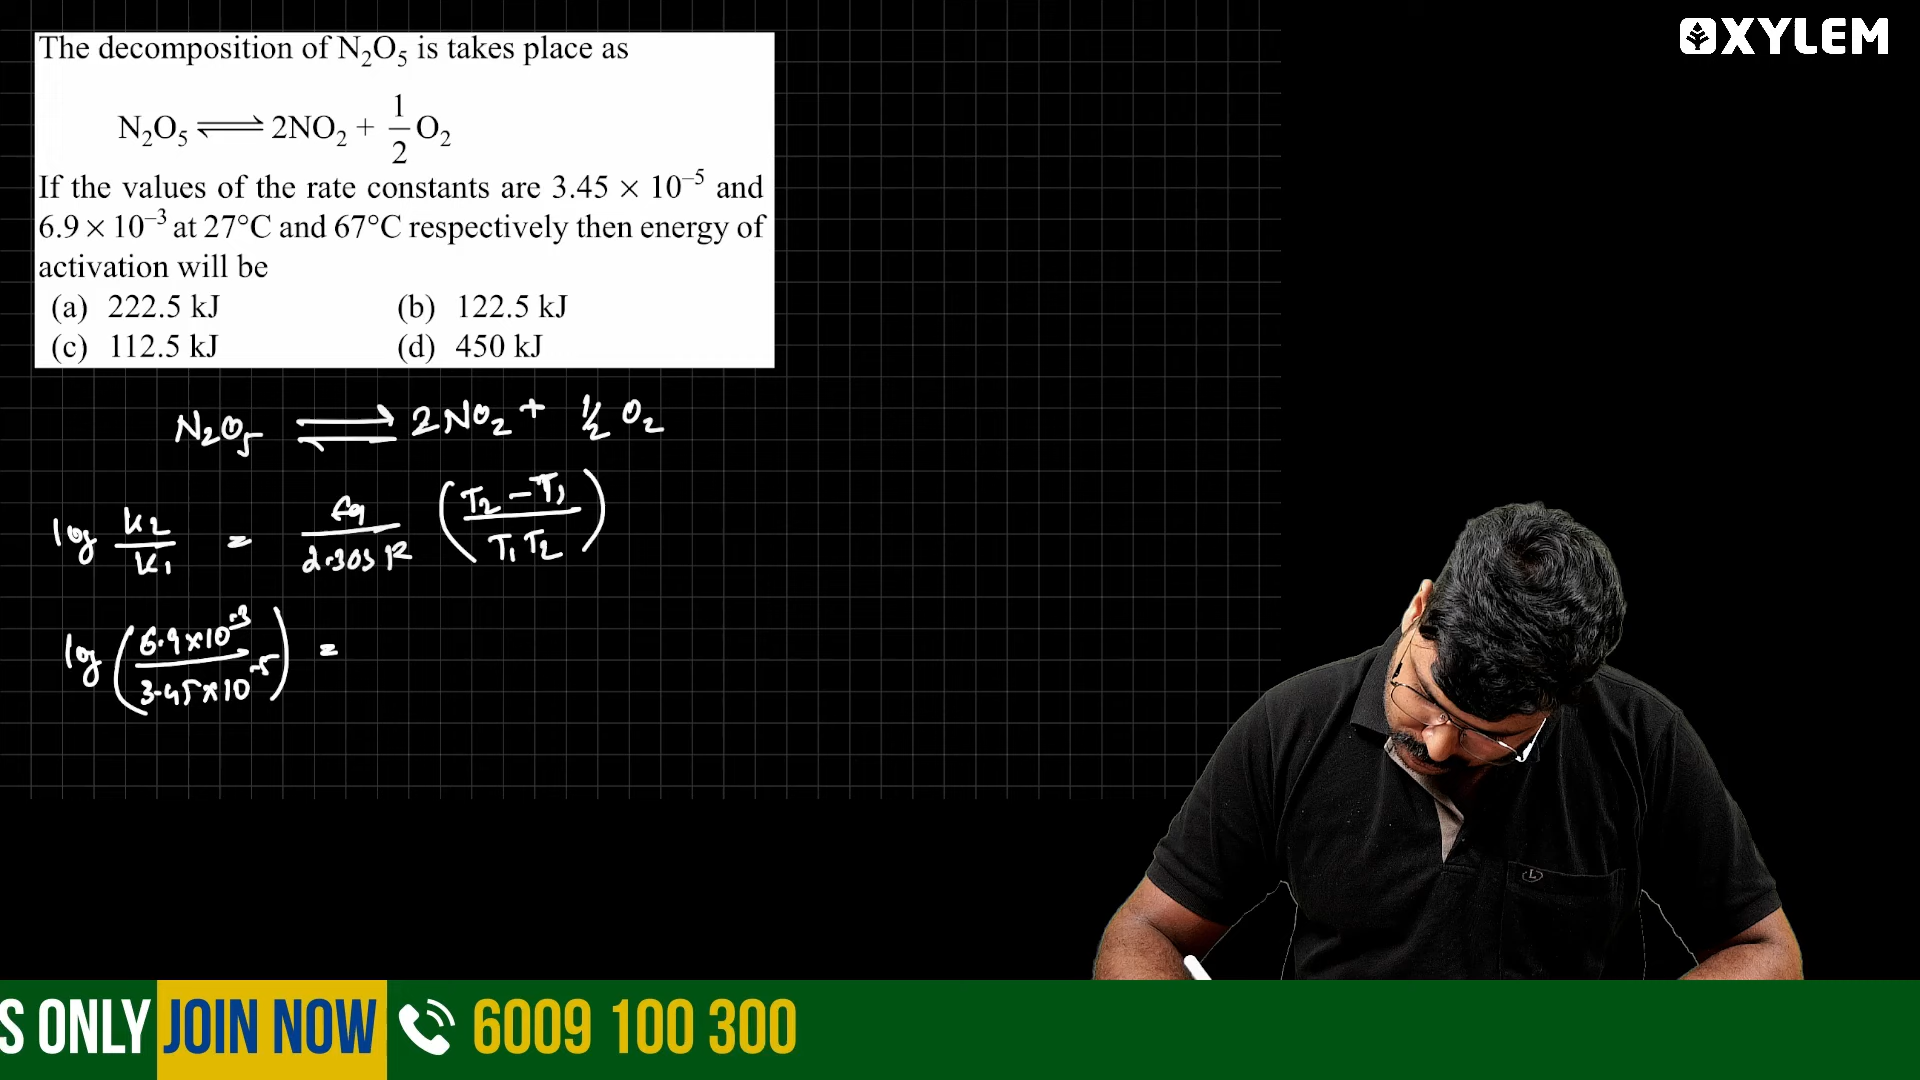 OXYLEM
The decomposition of N₂O₅ is takes place as
N₂O₅ ⇌ 2NO₂ + 1/2 O₂
If the values of the rate constants are 3.45 × 10⁻⁵ and
6.9 × 10⁻³ at 27°C and 67°C respectively then energy of
activation will be
(a) 222.5 kJ (b) 122.5 kJ
(c) 112.5 kJ (d) 450 kJ
N₂O₅ ⇌ 2NO₂ + 1/2 O₂
log K₂/K₁ = Ea/2.303 R (T₂ - T₁/T₁ T₂)
log (6.9×10⁻³/3.45×10⁻⁵) =
L
S ONLY JOIN NOW 6009 100 300